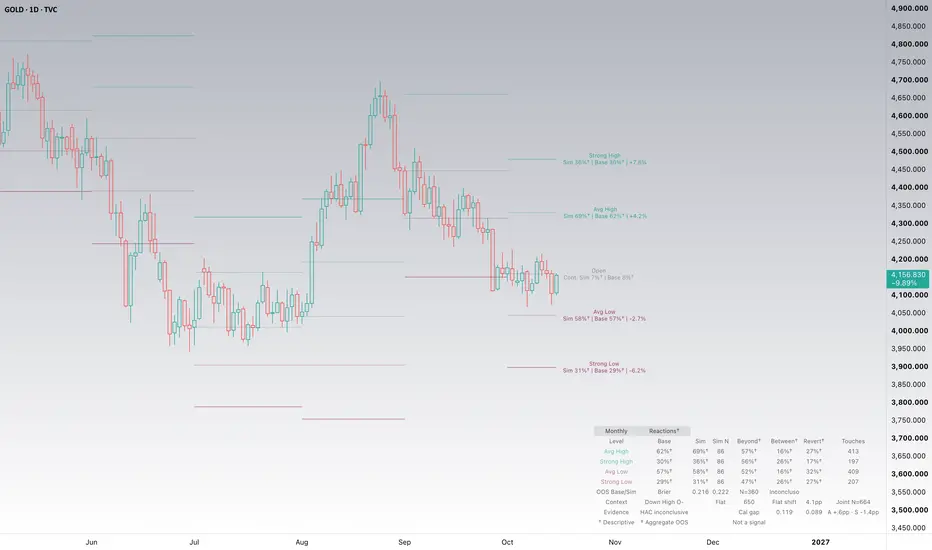 GOLD · 1D · TVC
4,900.000
4,850.000
4,800.000
4,750.000
4,700.000
4,650.000
4,600.000
4,550.000
4,500.000
4,450.000
4,400.000
4,350.000
4,300.000
4,250.000
4,200.000
4,156.830
−9.89%
4,100.000
4,050.000
4,000.000
3,950.000
3,900.000
3,850.000
3,800.000
3,750.000
3,700.000
3,650.000
3,600.000
3,550.000
3,500.000
3,450.000
Strong High
Sim 36%† | Base 30%† | +7.6%
Avg High
Sim 69%† | Base 62%† | +4.2%
Open
Cont. Sim 7%† | Base 8%†
Avg Low
Sim 58%† | Base 57%† | -2.7%
Strong Low
Sim 31%† | Base 29%† | -6.2%
Monthly Reactions†
Level Base Sim Sim N Beyond† Between† Revert† Touches
Avg High 62%† 69%† 86 57%† 16%† 27%† 413
Strong High 30%† 36%† 86 56%† 26%† 27%† 197
Avg Low 57%† 58%† 86 52%† 16%† 32%† 409
Strong Low 29%† 31%† 86 47%† 26%† 27%† 207
OOS Base/Sim Brier 0.216 0.222 N=360 Inconcluso
Context Down High O- Flat 650 Flat shift 4.1pp Joint N=664
Evidence HAC inconclusive Cal gap 0.119 0.089 A +.6pp · S -1.4pp
† Descriptive ‡ Aggregate OOS Not a signal
Jun Jul Aug Sep Oct Nov Dec 2027